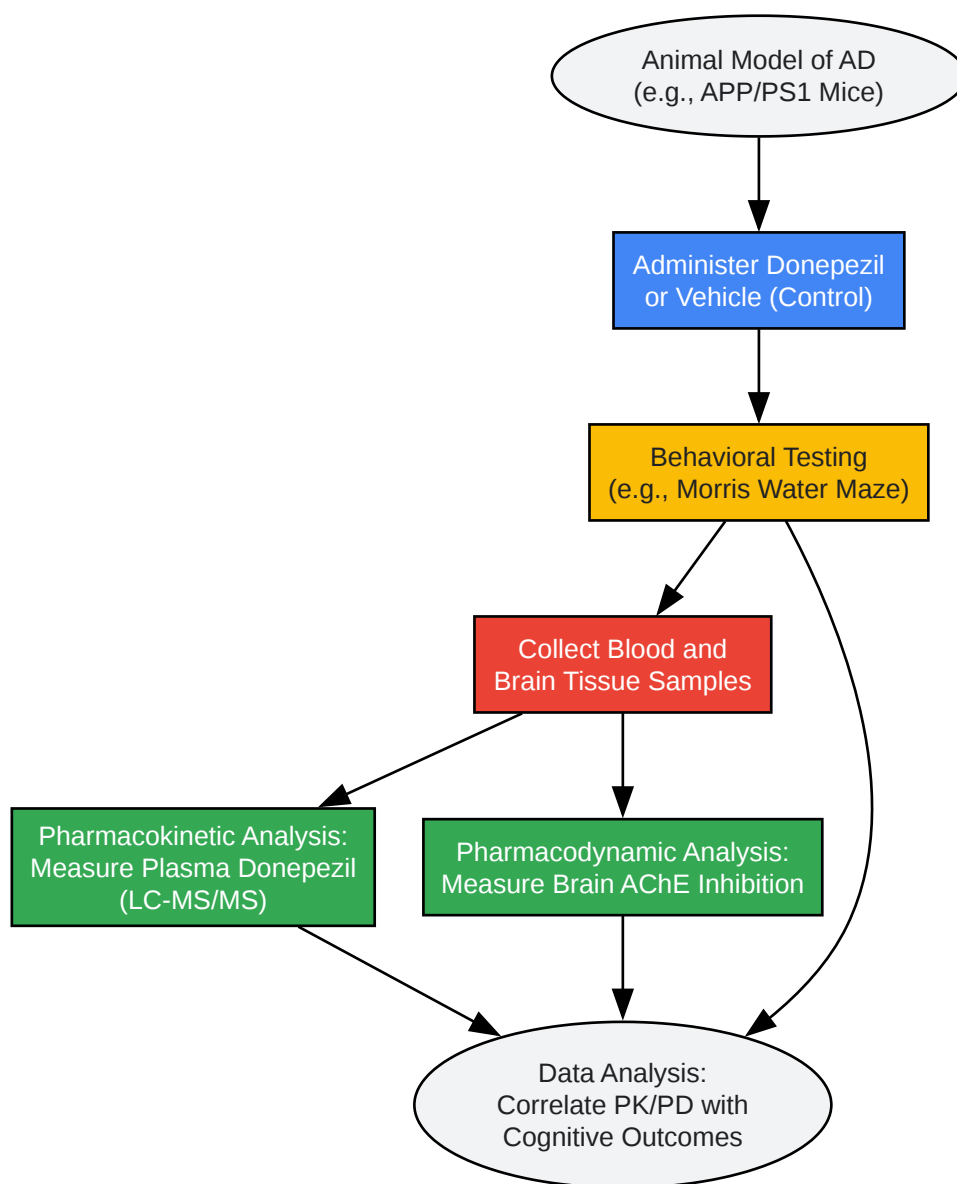 Animal Model of AD
(e.g., APP/PS1 Mice)
Administer Donepezil
or Vehicle (Control)
Behavioral Testing
(e.g., Morris Water Maze)
Collect Blood and
Brain Tissue Samples
Pharmacokinetic Analysis:
Measure Plasma Donepezil
(LC-MS/MS)
Pharmacodynamic Analysis:
Measure Brain AChE Inhibition
Data Analysis:
Correlate PK/PD with
Cognitive Outcomes